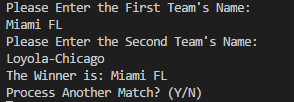 Please Enter the First Team's Name:
Miami FL
Please Enter the Second Team's Name:
Loyola-Chicago
The Winner is: Miami FL
Process Another Match? (Y/N)